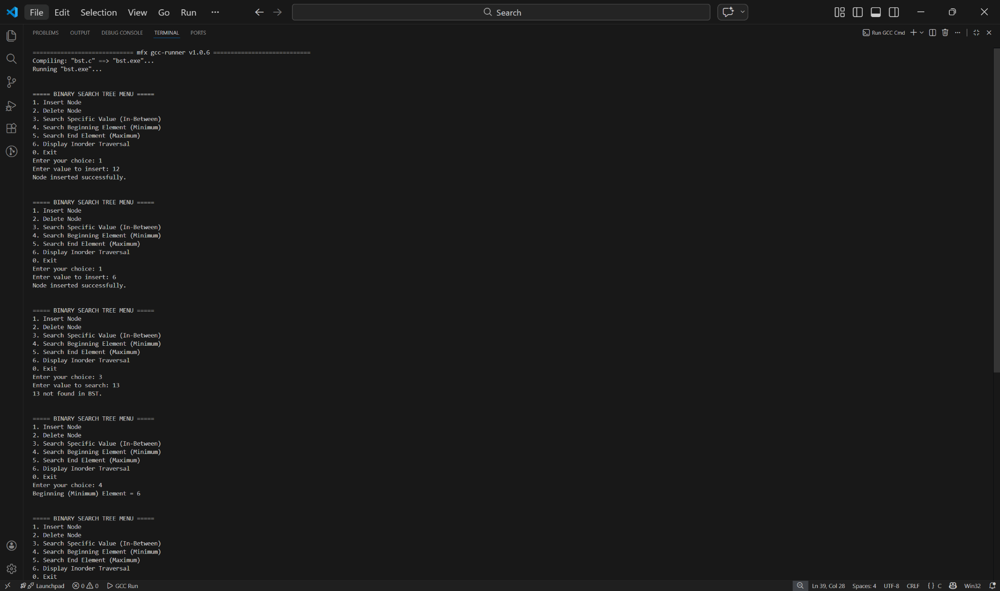 File Edit Selection View Go Run ··· Search
PROBLEMS OUTPUT DEBUG CONSOLE TERMINAL PORTS Run GCC Cmd
============================= mfx gcc-runner v1.0.6 ============================
Compiling: "bst.c" ==> "bst.exe"...
Running "bst.exe"...
===== BINARY SEARCH TREE MENU =====
1. Insert Node
2. Delete Node
3. Search Specific Value (In-Between)
4. Search Beginning Element (Minimum)
5. Search End Element (Maximum)
6. Display Inorder Traversal
0. Exit
Enter your choice: 1
Enter value to insert: 12
Node inserted successfully.
===== BINARY SEARCH TREE MENU =====
1. Insert Node
2. Delete Node
3. Search Specific Value (In-Between)
4. Search Beginning Element (Minimum)
5. Search End Element (Maximum)
6. Display Inorder Traversal
0. Exit
Enter your choice: 1
Enter value to insert: 6
Node inserted successfully.
===== BINARY SEARCH TREE MENU =====
1. Insert Node
2. Delete Node
3. Search Specific Value (In-Between)
4. Search Beginning Element (Minimum)
5. Search End Element (Maximum)
6. Display Inorder Traversal
0. Exit
Enter your choice: 3
Enter value to search: 13
13 not found in BST.
===== BINARY SEARCH TREE MENU =====
1. Insert Node
2. Delete Node
3. Search Specific Value (In-Between)
4. Search Beginning Element (Minimum)
5. Search End Element (Maximum)
6. Display Inorder Traversal
0. Exit
Enter your choice: 4
Beginning (Minimum) Element = 6
===== BINARY SEARCH TREE MENU =====
1. Insert Node
2. Delete Node
3. Search Specific Value (In-Between)
4. Search Beginning Element (Minimum)
5. Search End Element (Maximum)
6. Display Inorder Traversal
0. Exit
Launchpad 0 0 GCC Run Ln 39, Col 28 Spaces: 4 UTF-8 CRLF { } C Win32